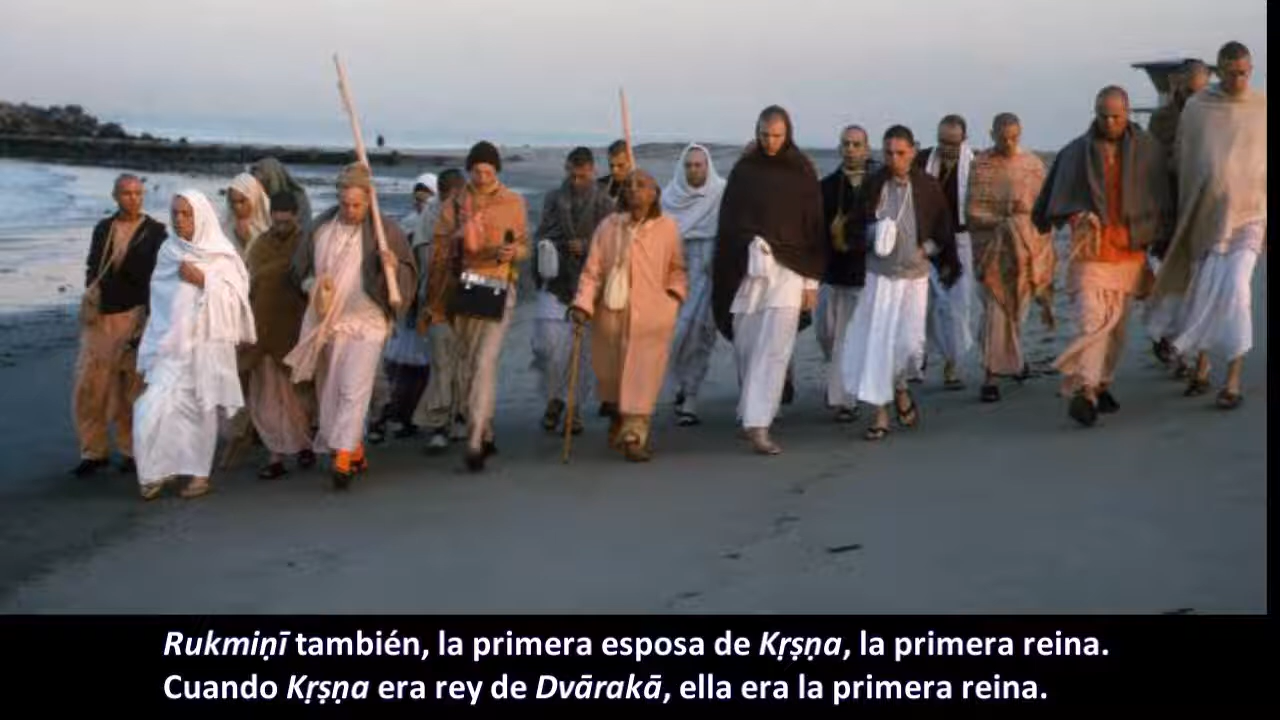 Rukmiṇī también, la primera esposa de Kṛṣṇa, la primera reina.
Cuando Kṛṣṇa era rey de Dvārakā, ella era la primera reina.